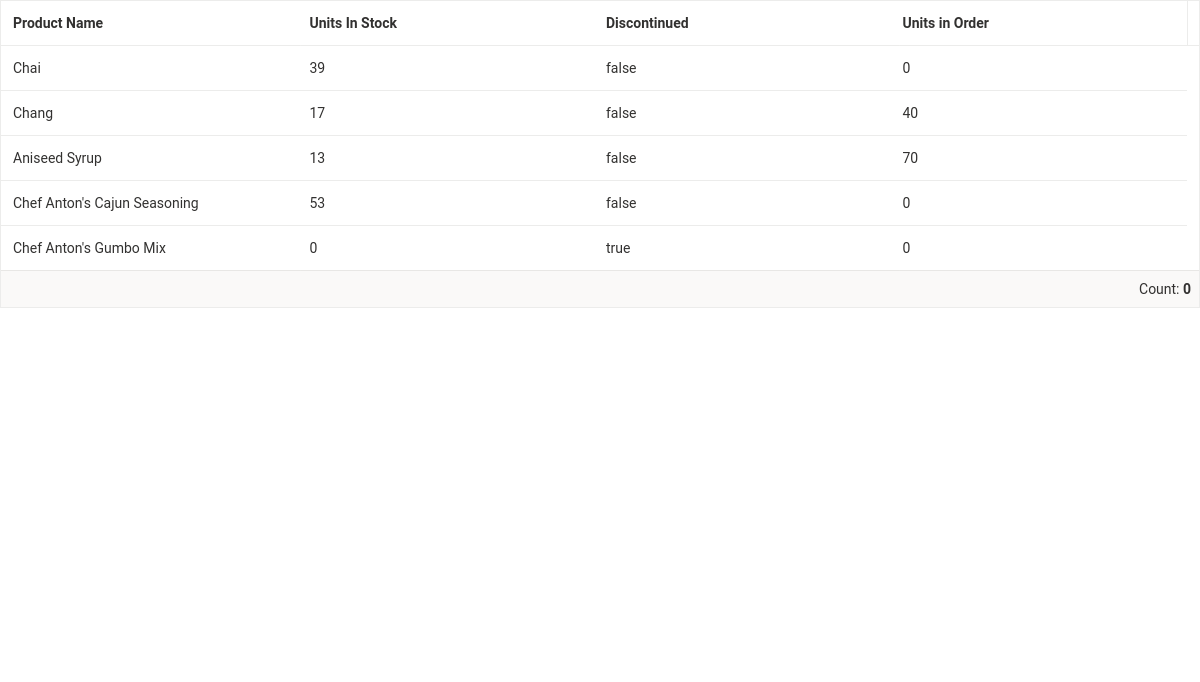 Product Name Units In Stock Discontinued Units in Order
Chai 39 false 0
Chang 17 false 40
Aniseed Syrup 13 false 70
Chef Anton's Cajun Seasoning 53 false 0
Chef Anton's Gumbo Mix 0 true 0
Count: 0